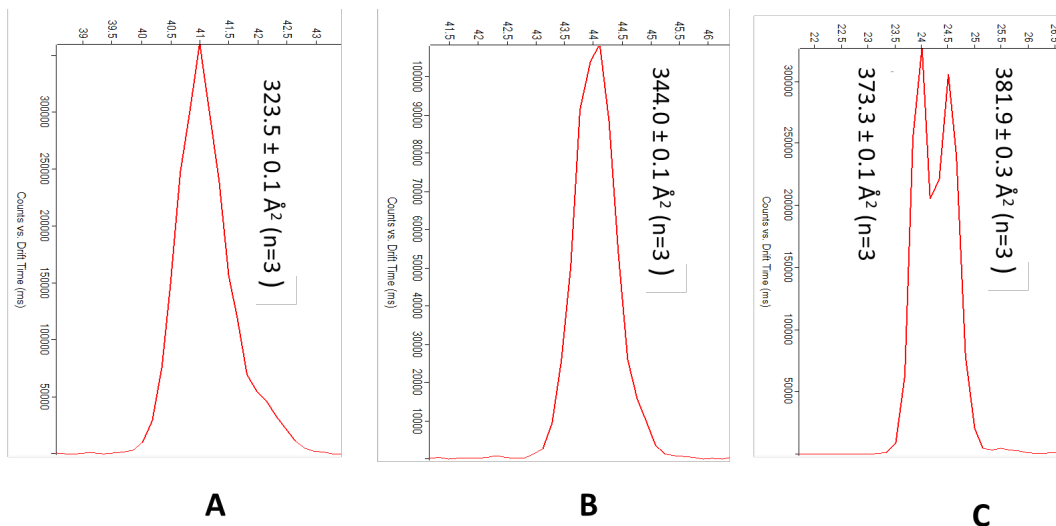 39 39.5 40 40.5 41 41.5 42 42.5 43
300000
250000
200000
150000
100000
50000
Counts vs. Drift Time (ms)
323.5 ± 0.1 Å² (n=3 )
A
41.5 42 42.5 43 43.5 44 44.5 45 45.5 46
100000
90000
80000
70000
60000
50000
40000
30000
20000
10000
Counts vs. Drift Time (ms)
344.0 ± 0.1 Å² (n=3 )
B
22 22.5 23 23.5 24 24.5 25 25.5 26 26.5
300000
250000
200000
150000
100000
50000
Counts vs. Drift Time (ms)
373.3 ± 0.1 Å² (n=3
381.9 ± 0.3 Å² (n=3 )
C